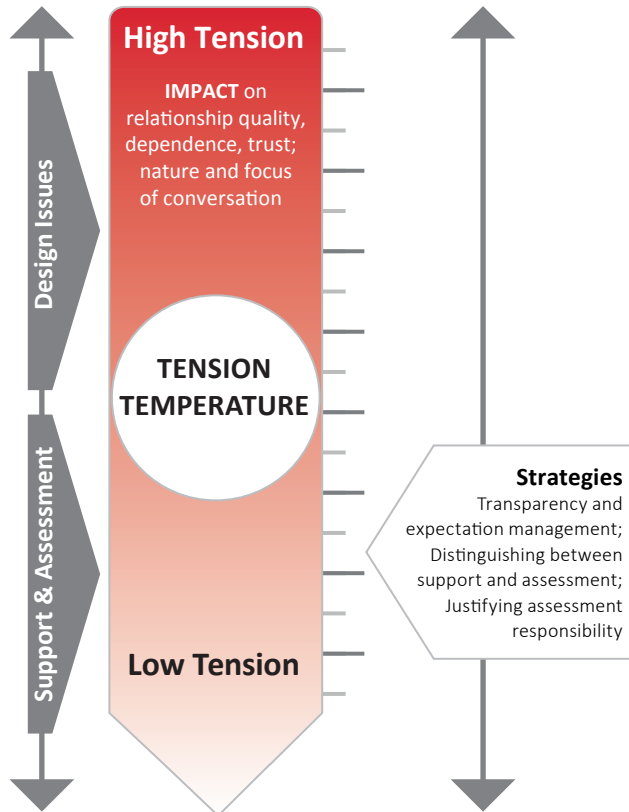 High Tension
IMPACT on
relationship quality,
dependence, trust;
nature and focus
of conversation
Design Issues
TENSION
TEMPERATURE
Support & Assessment
Strategies
Transparency and
expectation management;
Distinguishing between
support and assessment;
Justifying assessment
responsibility
Low Tension